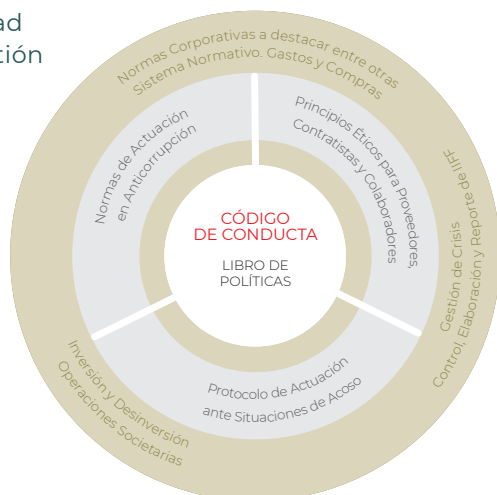 ad
tión
Normas Corporativas a destacar entre otras
Sistema Normativo. Gastos y Compras
Normas de Actuación
en Anticorrupción
Principios Éticos para Proveedores,
Contratistas y Colaboradores
CÓDIGO
DE CONDUCTA
LIBRO DE
POLÍTICAS
Gestión de Crisis
Control, Elaboración y Reporte de IIFF
Protocolo de Actuación
ante Situaciones de Acoso
Inversión y Desinversión
Operaciones Societarias